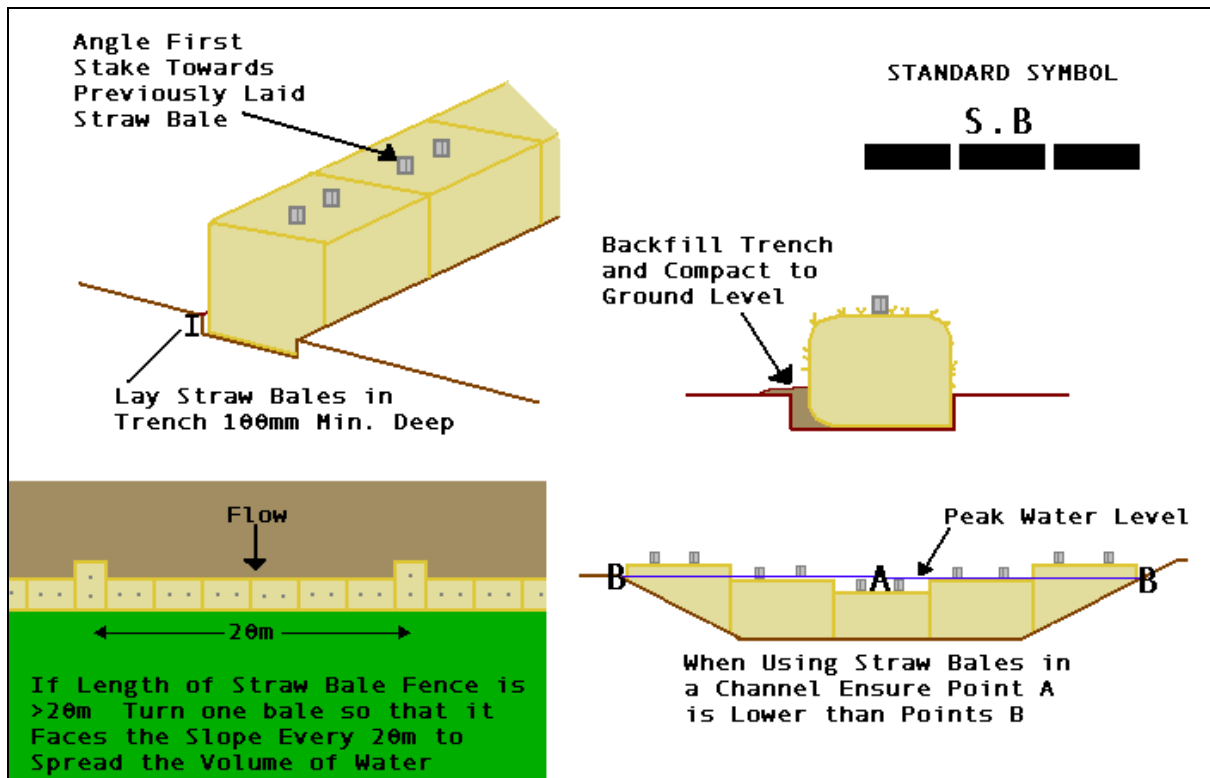 Angle First
Stake Towards
Previously Laid
Straw Bale
STANDARD SYMBOL
S.B
Backfill Trench
and Compact to
Ground Level
I
Lay Straw Bales in
Trench 100mm Min. Deep
Flow
20m
If Length of Straw Bale Fence is
>20m Turn one bale so that it
Faces the Slope Every 20m to
Spread the Volume of Water
Peak Water Level
B A B
When Using Straw Bales in
a Channel Ensure Point A
is Lower than Points B